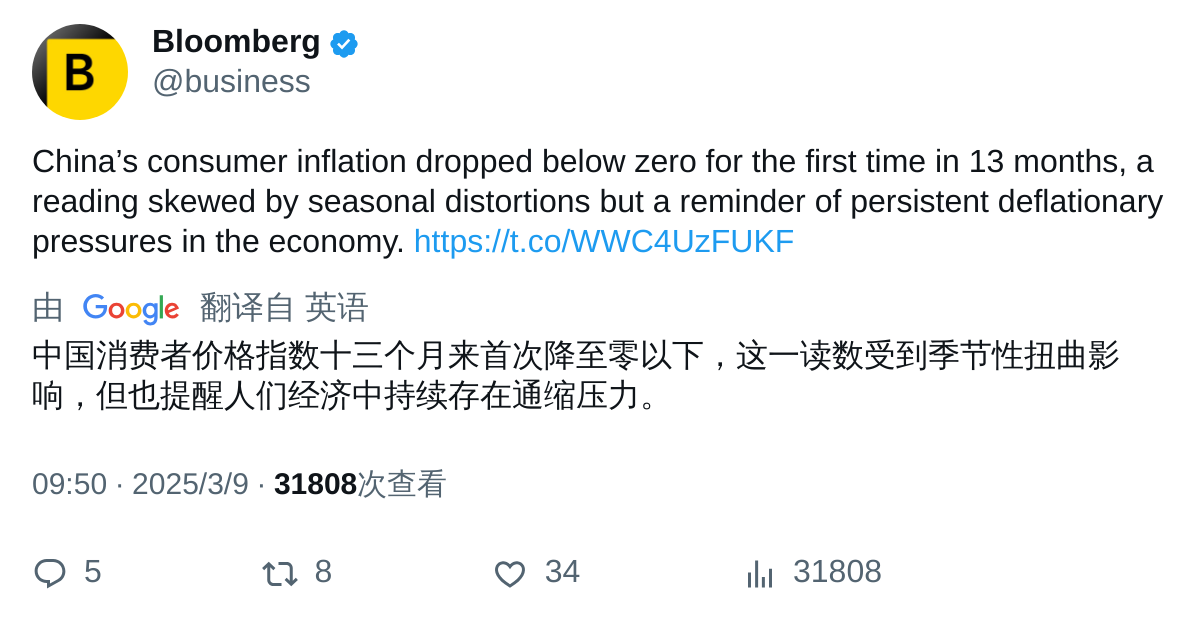 B
Bloomberg
@business
China’s consumer inflation dropped below zero for the first time in 13 months, a
reading skewed by seasonal distortions but a reminder of persistent deflationary
pressures in the economy. https://t.co/WWC4UzFUKF
由 Google 翻译自 英语
中国消费者价格指数十三个月来首次降至零以下，这一读数受到季节性扭曲影
响，但也提醒人们经济中持续存在通缩压力。
09:50 · 2025/3/9 · 31808次查看
5 8 34 31808